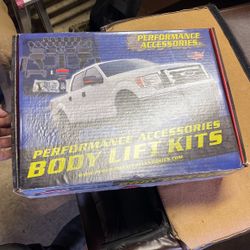 PERFORMANCE
ACCESSORIES
PERFORMANCE ACCESSORIES
BODY LIFT KITS